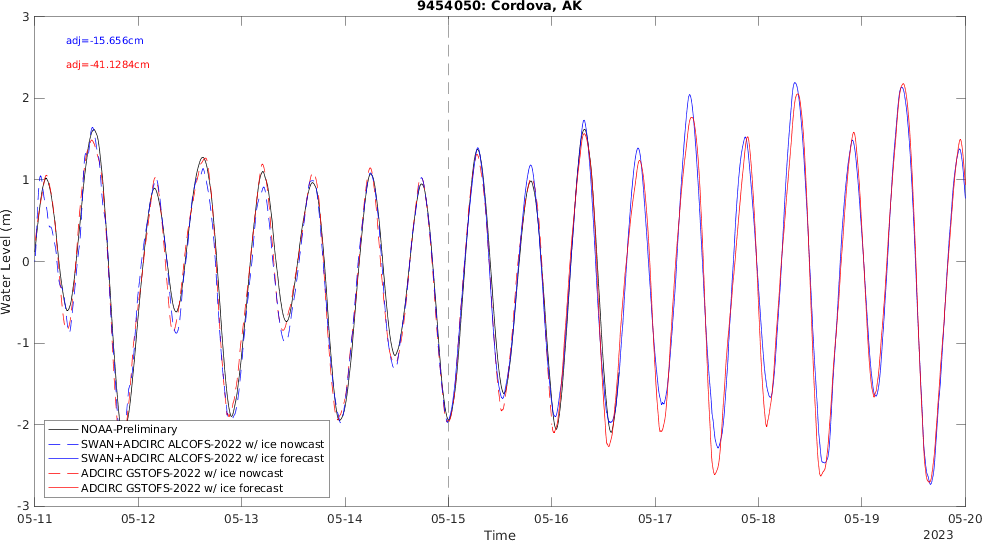 9454050: Cordova, AK
adj=-15.656cm
adj=-41.1284cm
Water Level (m)
3
2
1
0
-1
-2
-3
NOAA-Preliminary
SWAN+ADCIRC ALCOFS-2022 w/ ice nowcast
SWAN+ADCIRC ALCOFS-2022 w/ ice forecast
ADCIRC GSTOFS-2022 w/ ice nowcast
ADCIRC GSTOFS-2022 w/ ice forecast
05-11 05-12 05-13 05-14 05-15 05-16 05-17 05-18 05-19 05-20
Time
2023